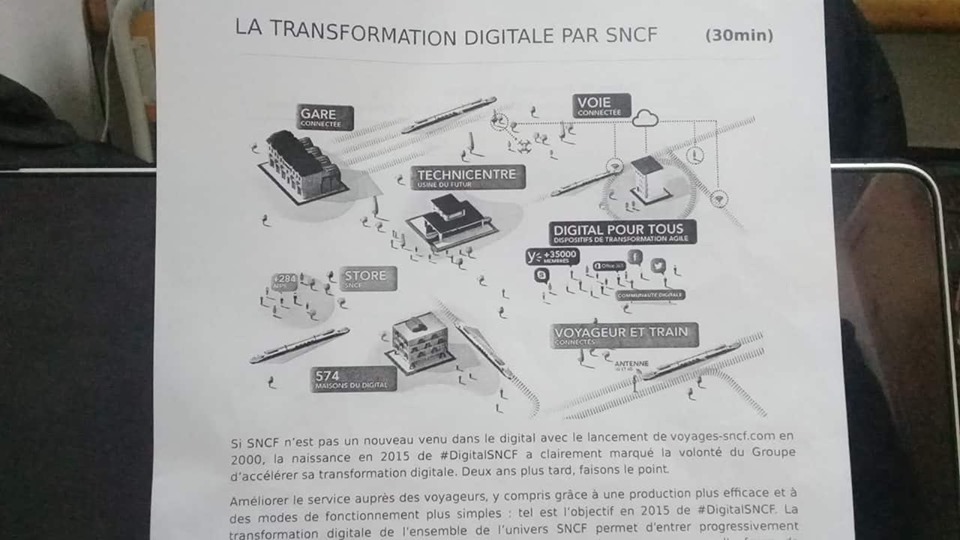 LA TRANSFORMATION DIGITALE PAR SNCF (30min)
GARE
CONNECTÉE
VOIE
CONNECTÉE
TECHNICENTRE
USINE DU FUTUR
DIGITAL POUR TOUS
DISPOSITIFS DE TRANSFORMATION AGILE
+35000
MEMBRES
Office 365
COMMUNAUTÉ DIGITALE
+284
STORE
SNCF
VOYAGEUR ET TRAIN
CONNECTÉS
ANTENNE
574
MAISONS DU DIGITAL
Si SNCF n'est pas un nouveau venu dans le digital avec le lancement de voyages-sncf.com en
2000, la naissance en 2015 de #DigitalSNCF a clairement marqué la volonté du Groupe
d'accélérer sa transformation digitale. Deux ans plus tard, faisons le point.
Améliorer le service auprès des voyageurs, y compris grâce à une production plus efficace et à
des modes de fonctionnement plus simples : tel est l'objectif en 2015 de #DigitalSNCF. La
transformation digitale de l'ensemble de l'univers SNCF permet d'entrer progressivement